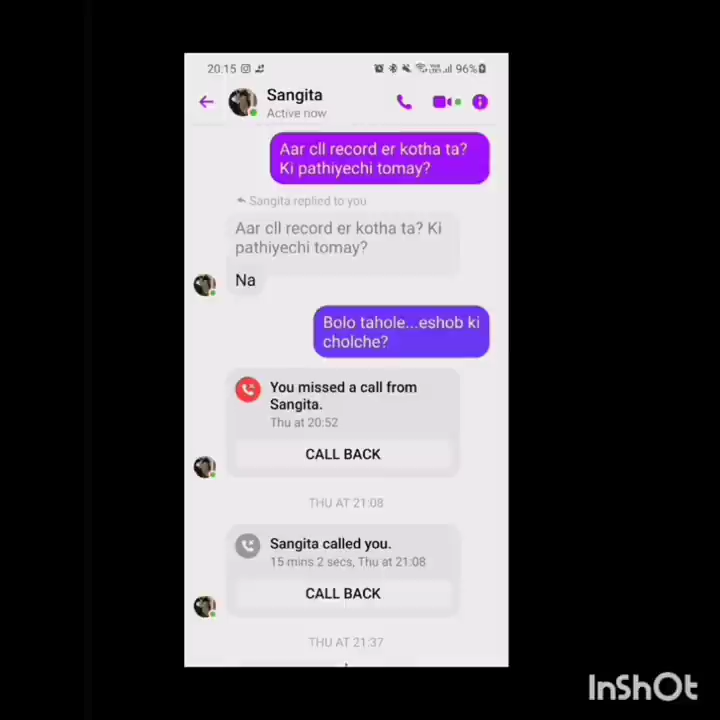 20:15
96%
Sangita
Active now
Aar cll record er kotha ta?
Ki pathiyechi tomay?
Sangita replied to you
Aar cll record er kotha ta? Ki
pathiyechi tomay?
Na
Bolo tahole...eshob ki
cholche?
You missed a call from
Sangita.
Thu at 20:52
CALL BACK
THU AT 21:08
Sangita called you.
15 mins 2 secs, Thu at 21:08
CALL BACK
THU AT 21:37
InShOt